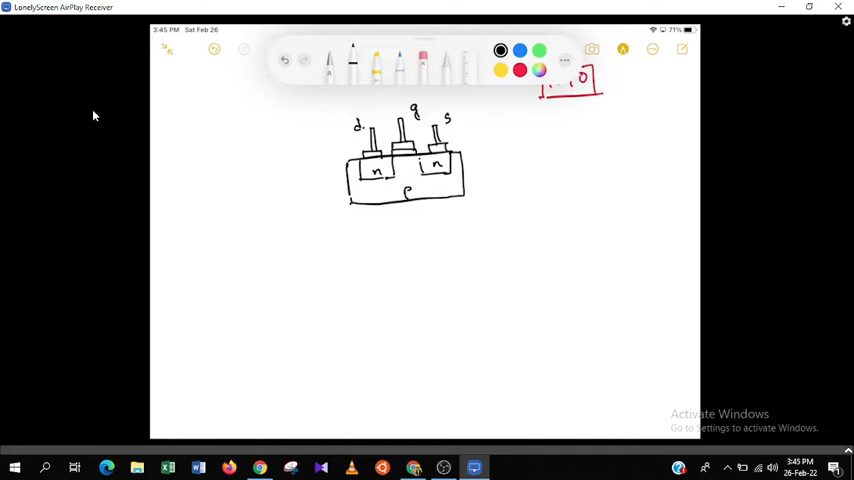 LonelyScreen AirPlay Receiver
3:45 PM Sat Feb 26
71%
A
d g s
n n
P
Activate Windows
Go to Settings to activate Windows.
3:45 PM
26-Feb-22